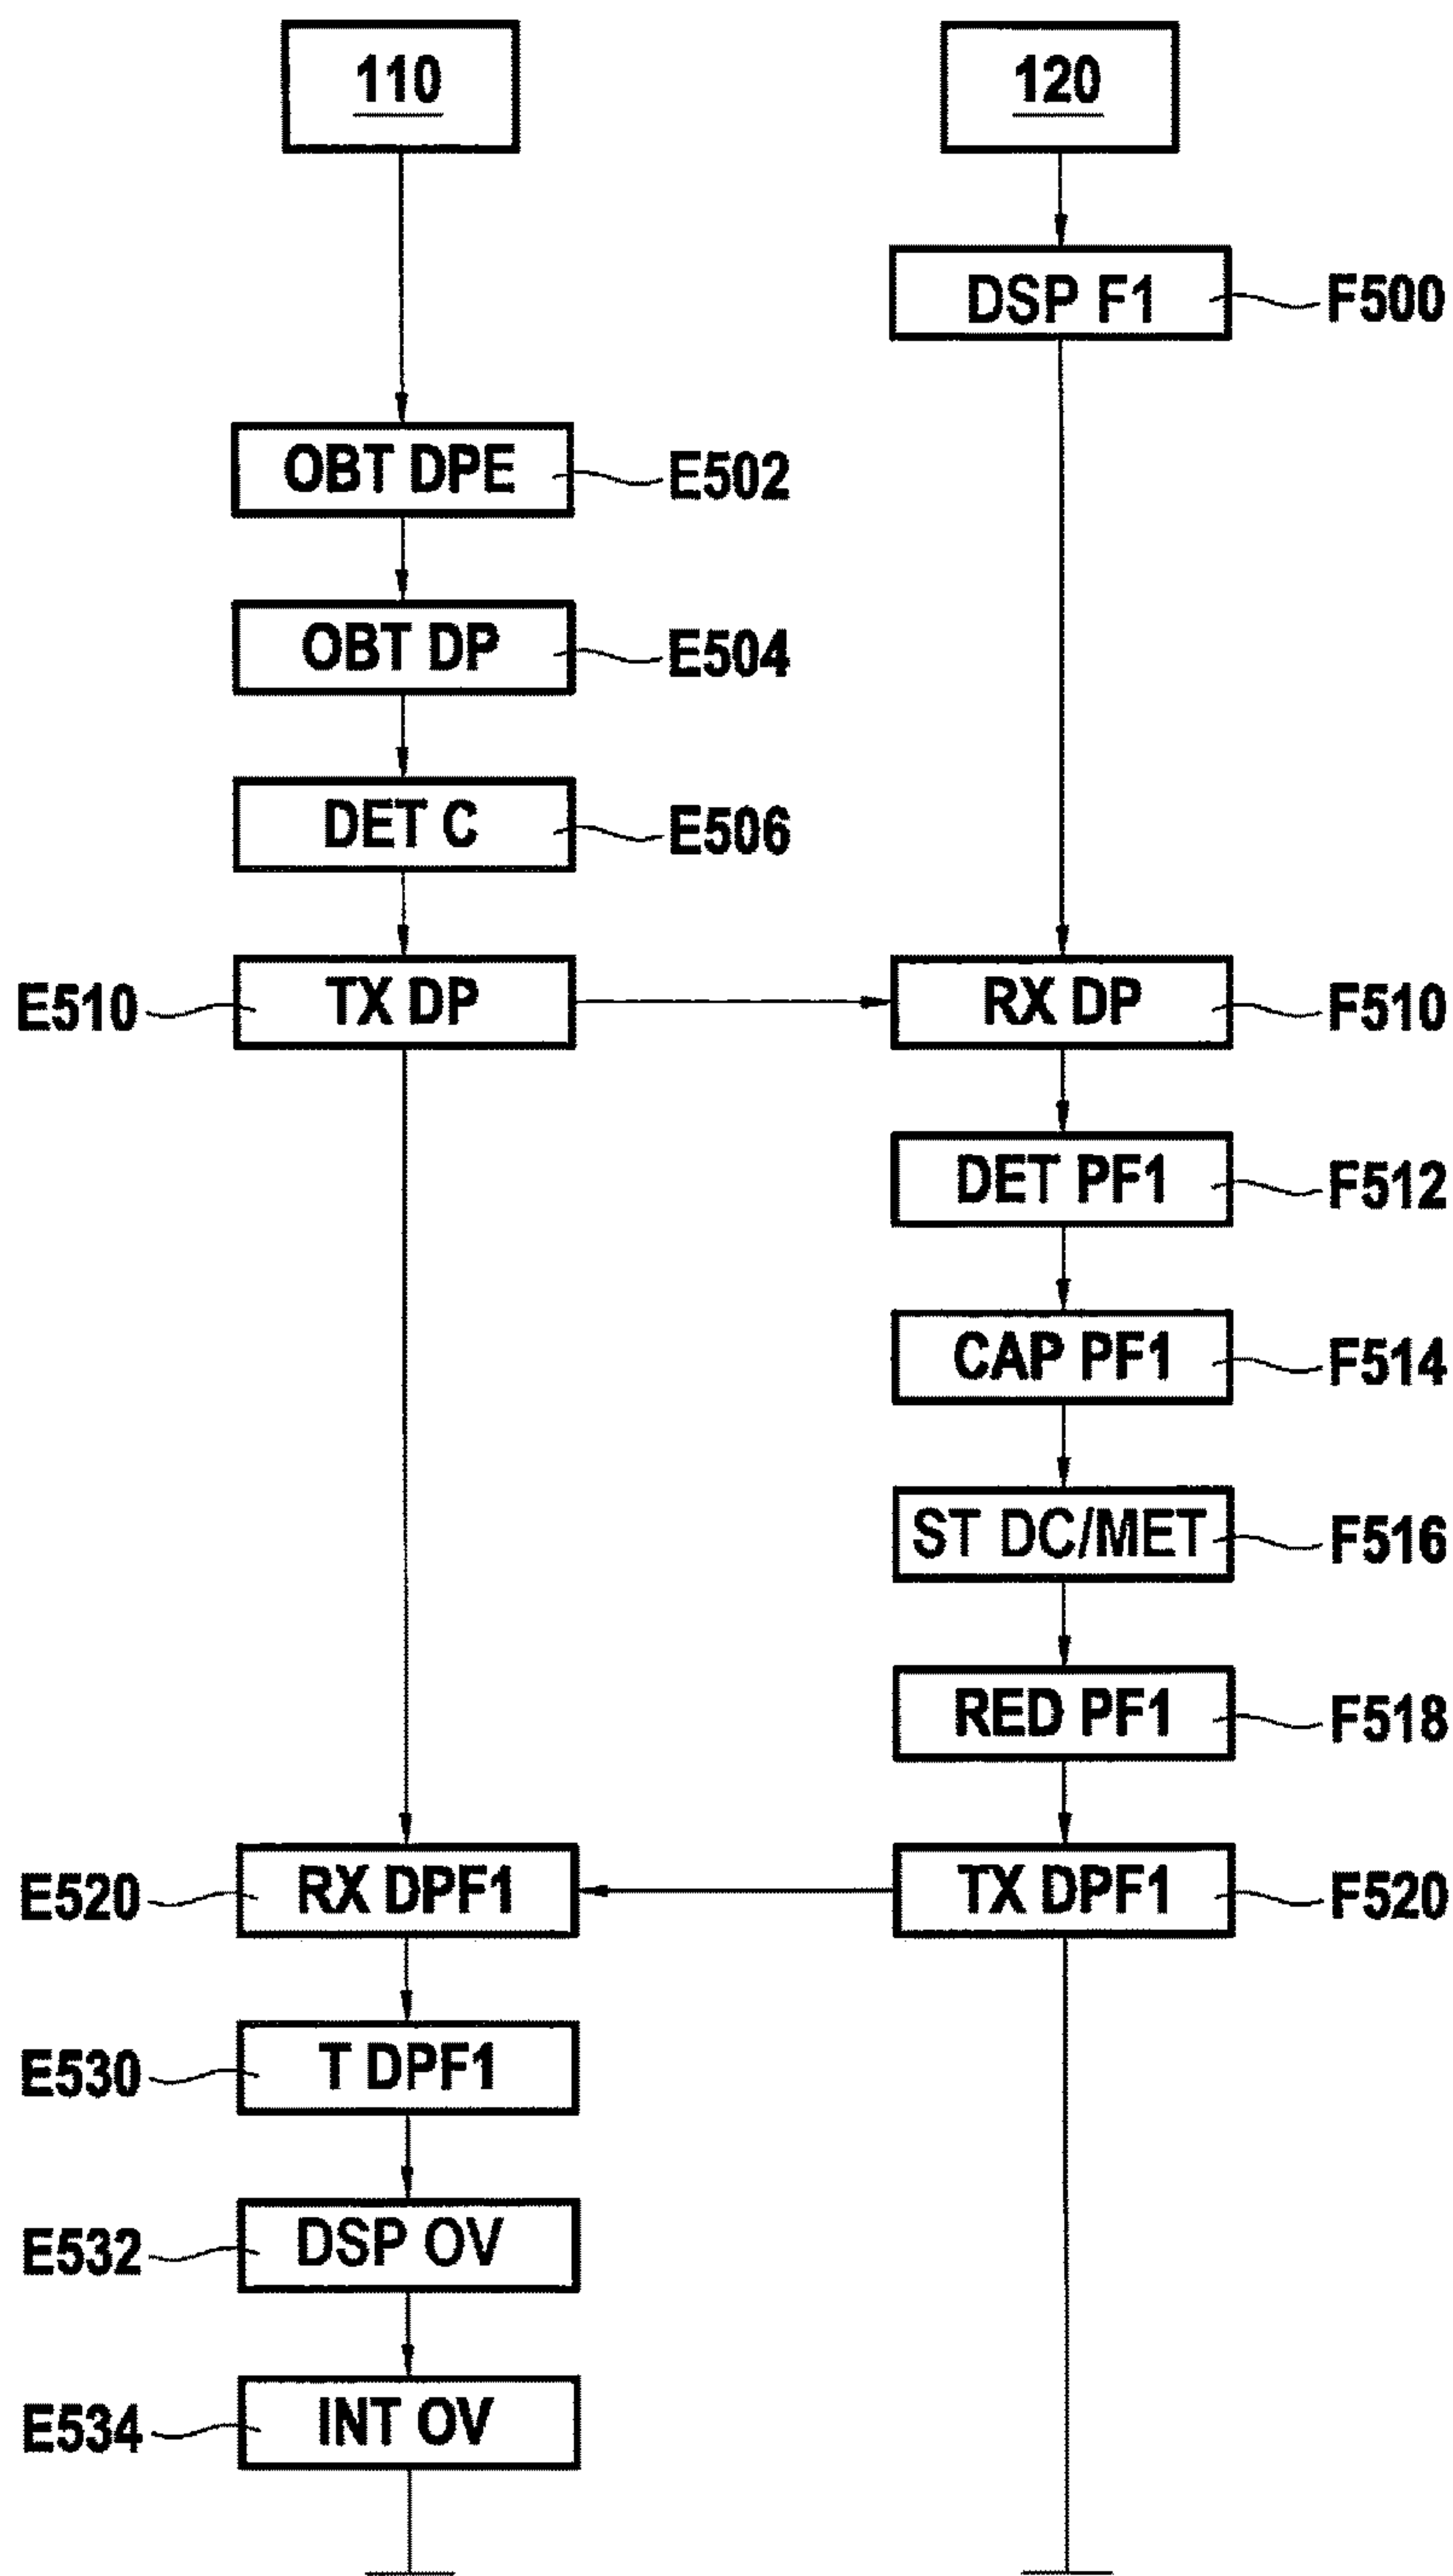 110 120
DSP F1 F500
OBT DPE E502
OBT DP E504
DET C E506
E510 TX DP RX DP F510
DET PF1 F512
CAP PF1 F514
ST DC/MET F516
RED PF1 F518
E520 RX DPF1 TX DPF1 F520
E530 T DPF1
E532 DSP OV
E534 INT OV